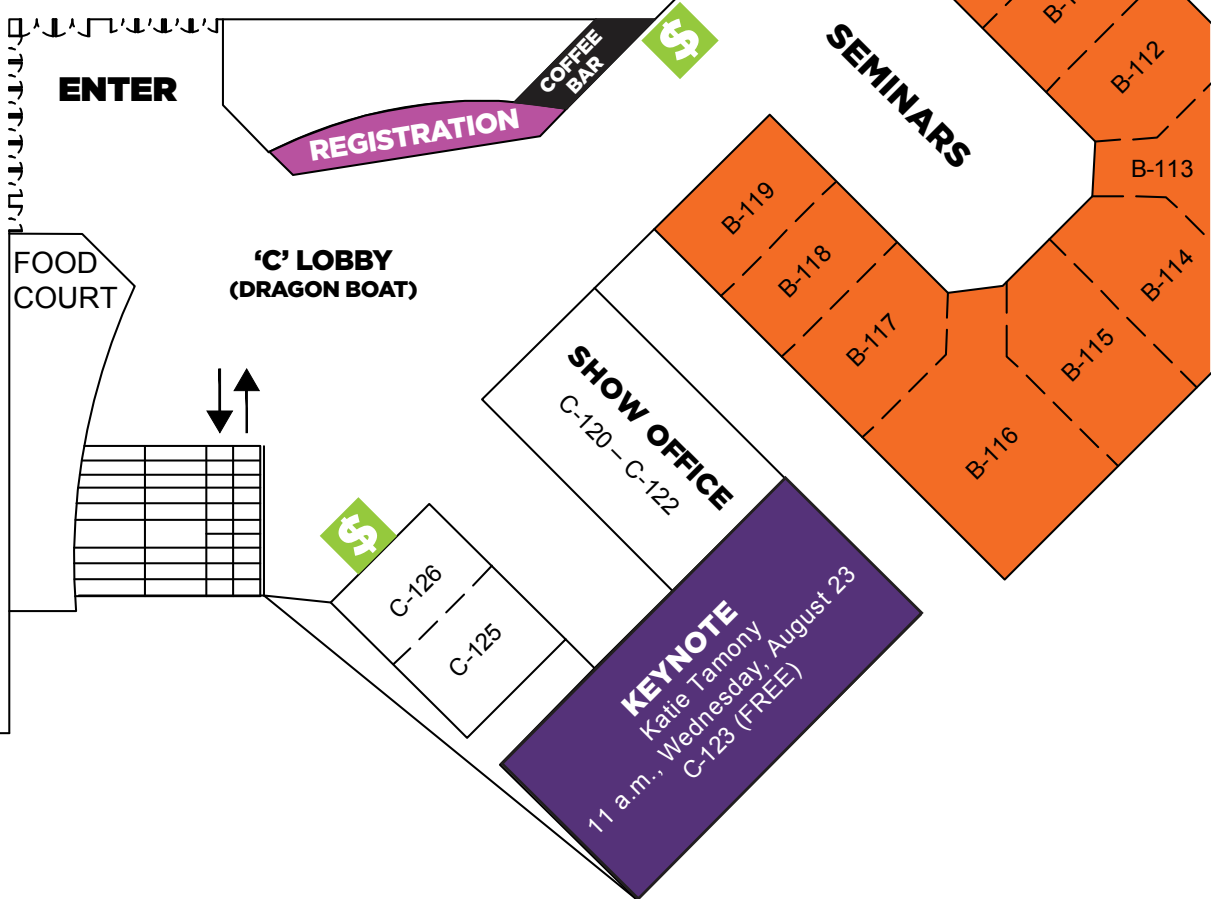 ENTER
COFFEE
BAR
$
REGISTRATION
SEMINARS
B-112
B-113
B-114
B-115
B-116
B-117
B-118
B-119
FOOD
COURT
‘C’ LOBBY
(DRAGON BOAT)
SHOW OFFICE
C-120 – C-122
$
C-126
C-125
KEYNOTE
Katie Tamony
11 a.m., Wednesday, August 23
C-123 (FREE)